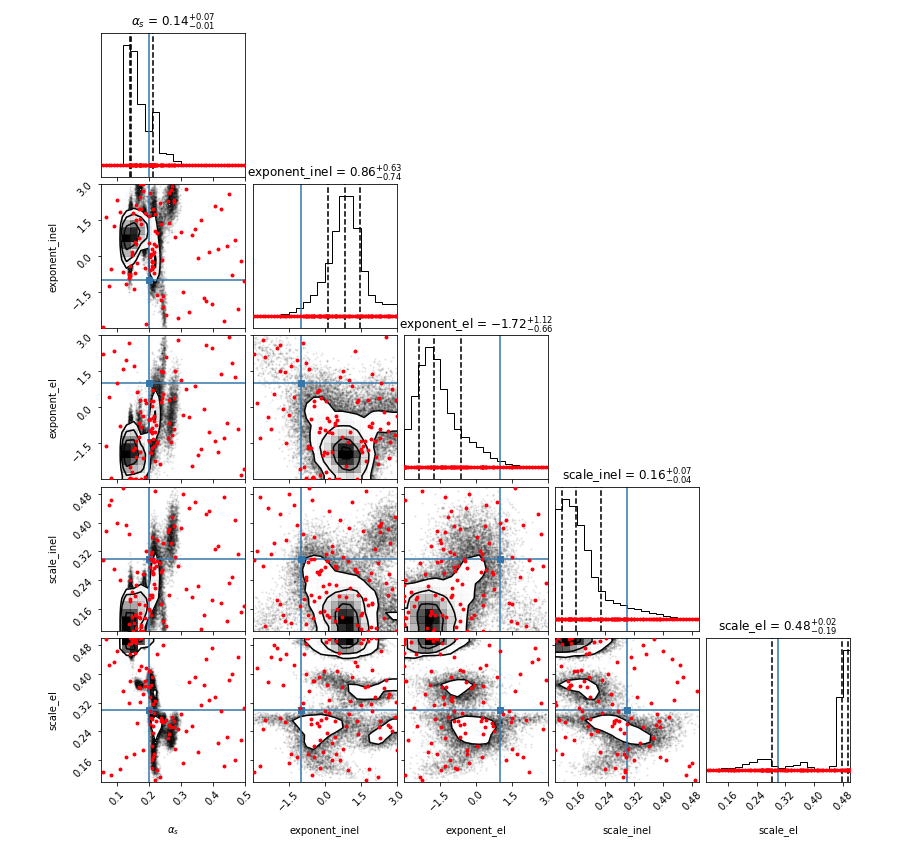 α_s = 0.14^{+0.07}_{-0.01}
exponent_inel = 0.86^{+0.63}_{-0.74}
3.0
1.5
0.0
−1.5
exponent_inel
exponent_el = −1.72^{+1.12}_{-0.66}
3.0
1.5
0.0
−1.5
exponent_el
scale_inel = 0.16^{+0.07}_{-0.04}
0.48
0.40
0.32
0.24
0.16
scale_inel
scale_el = 0.48^{+0.02}_{-0.19}
0.48
0.40
0.32
0.24
0.16
scale_el
0.1 0.2 0.3 0.4 0.5 −1.5 0.0 1.5 3.0 −1.5 0.0 1.5 3.0 0.16 0.24 0.32 0.40 0.48 0.16 0.24 0.32 0.40 0.48
α_s exponent_inel exponent_el scale_inel scale_el